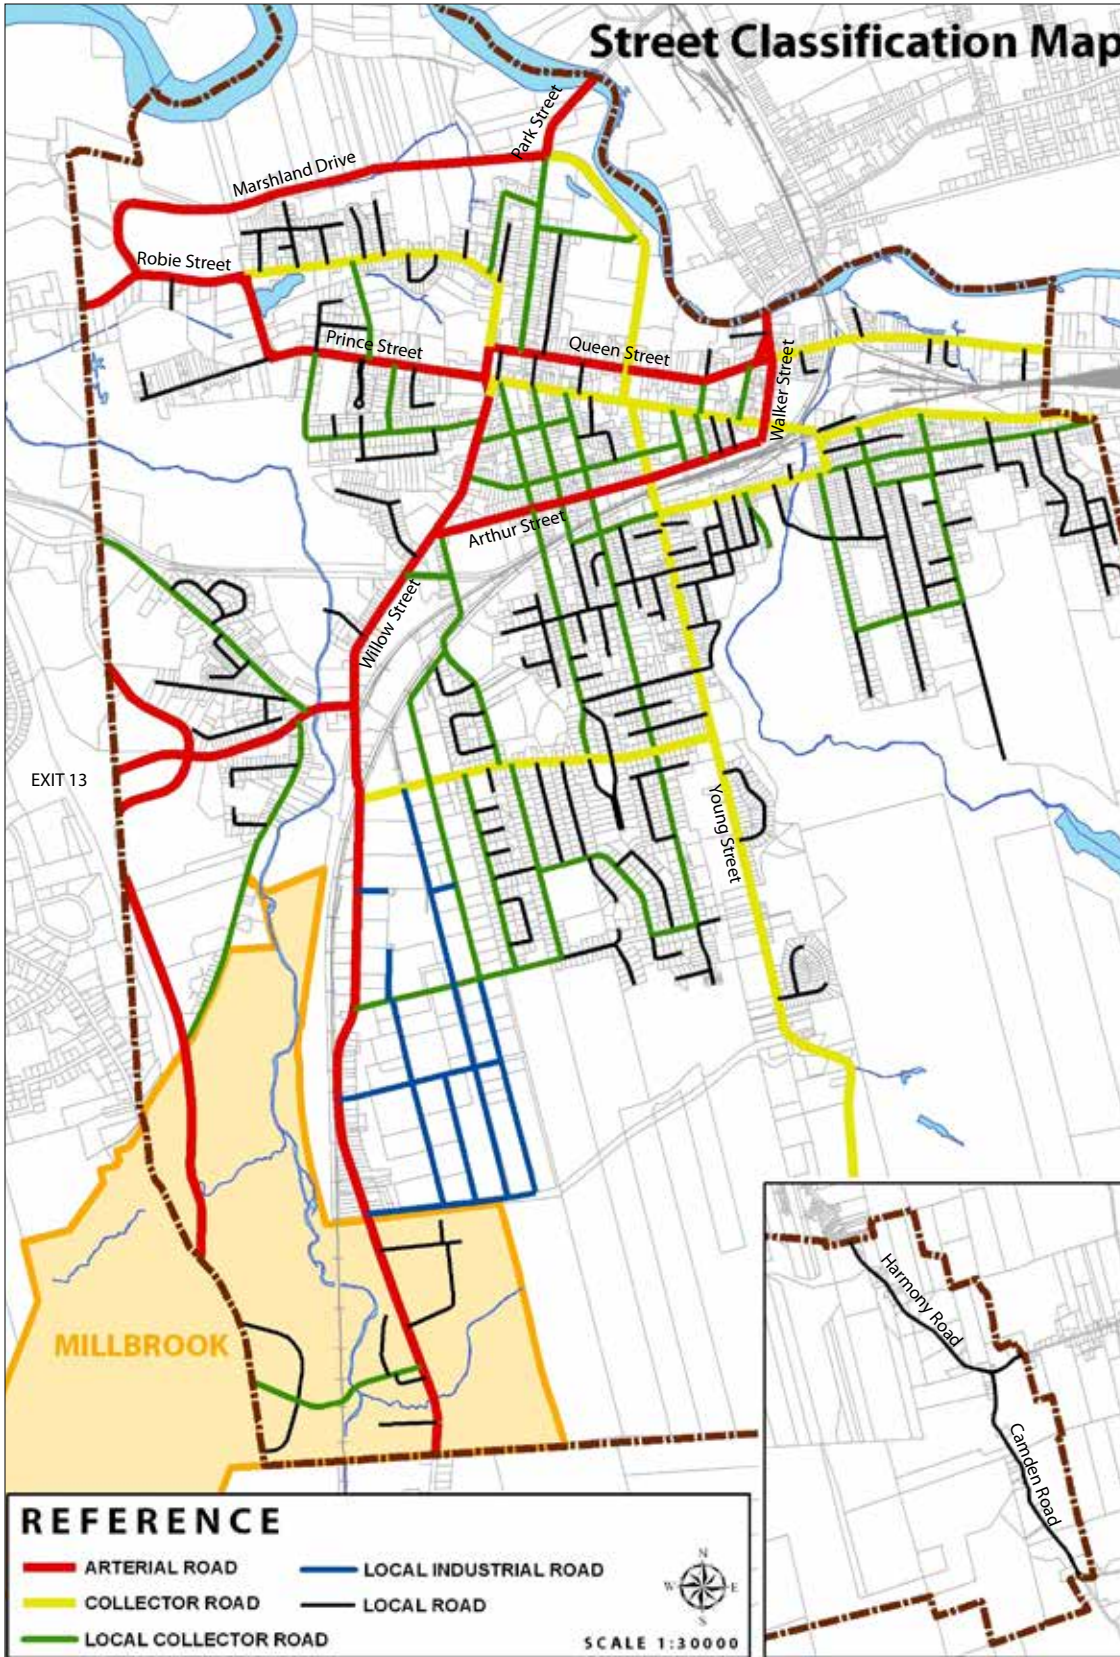 Street Classification Map
Park Street
Marshland Drive
Robie Street
Prince Street
Queen Street
Walker Street
Arthur Street
Willow Street
EXIT 13
Young Street
MILLBROOK
Harmony Road
Camden Road
REFERENCE
ARTERIAL ROAD
COLLECTOR ROAD
LOCAL COLLECTOR ROAD
LOCAL INDUSTRIAL ROAD
LOCAL ROAD
N
W E
S
SCALE 1:30000